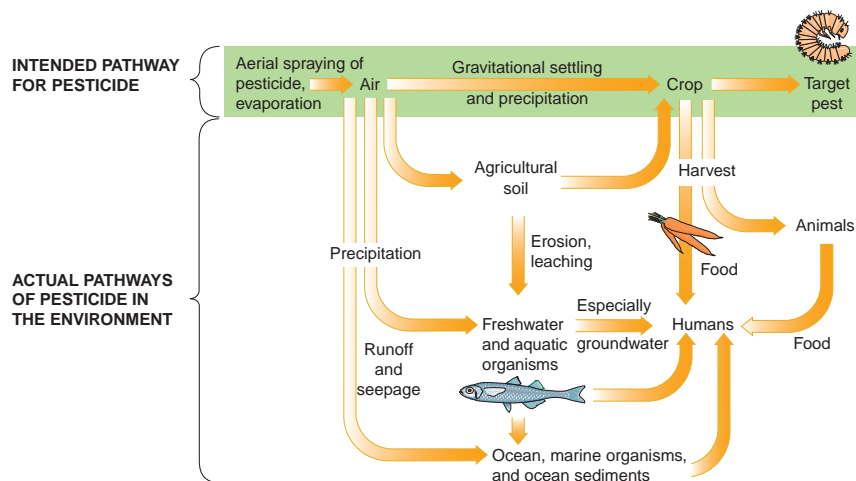 INTENDED PATHWAY
FOR PESTICIDE
Aerial spraying of
pesticide,
evaporation
Air
Gravitational settling
and precipitation
Crop
Target
pest
Agricultural
soil
Harvest
Animals
Precipitation
Erosion,
leaching
Food
ACTUAL PATHWAYS
OF PESTICIDE IN
THE ENVIRONMENT
Especially
groundwater
Freshwater
and aquatic
organisms
Humans
Food
Runoff
and
seepage
Ocean, marine organisms,
and ocean sediments